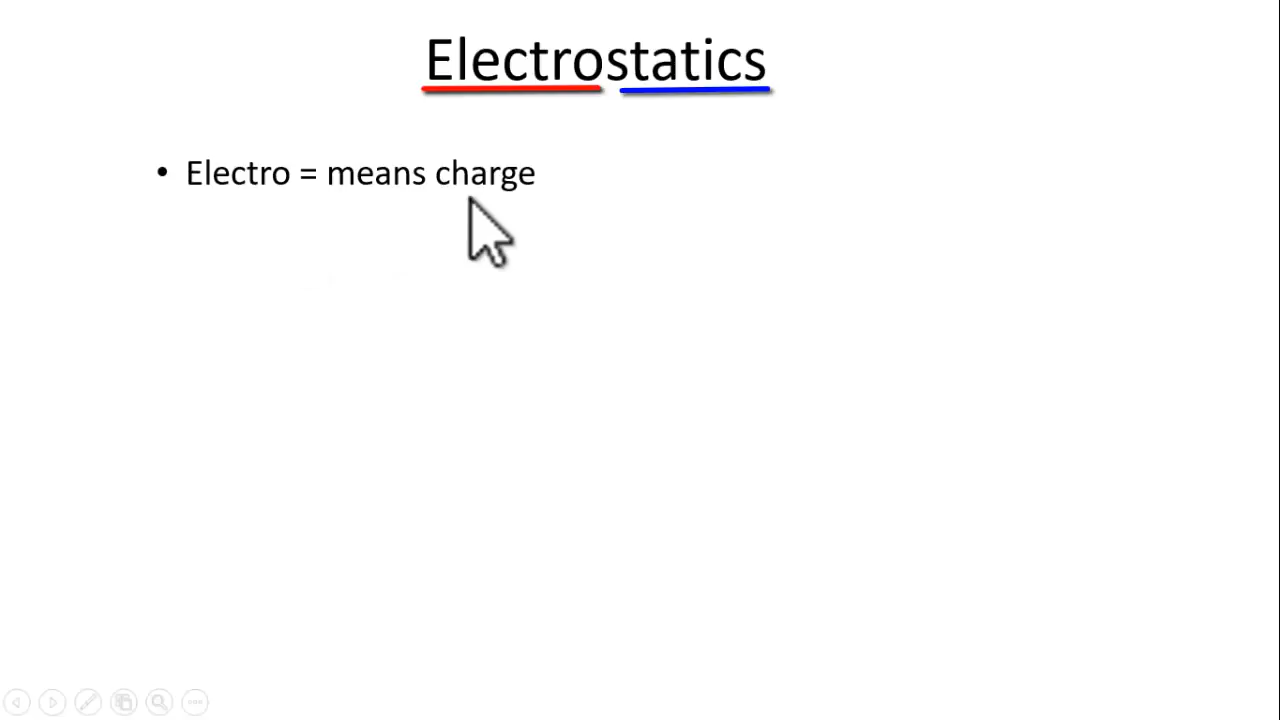 Electrostatics
• Electro = means charge